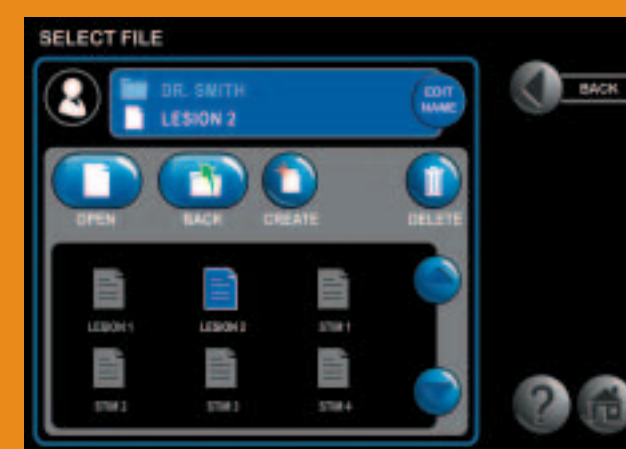 SELECT FILE
DR. SMITH
LESION 2
EDIT
NAME
BACK
OPEN
BACK
CREATE
DELETE
LESION 1
LESION 2
STIM 1
STIM 2
STIM 3
STIM 4
?